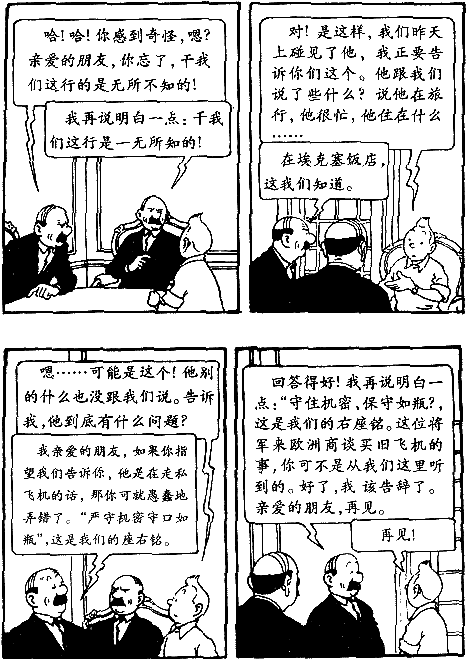 哈！哈！你感到奇怪，嗯？
亲爱的朋友，你忘了，干我
们这行的是无所不知的！
我再说明白一点：干我
们这行是一无所知的！
对！是这样，我们昨天
上碰见了他，我正要告
诉你们这个。他跟我们
说了些什么？说他在旅
行，他很忙，他住在什么
……
在埃克塞饭店，
这我们知道。
嗯……可能是这个！他别
的什么也没跟我们说。告诉
我，他到底有什么问题？
我亲爱的朋友，如果你指
望我们告诉你，他是在走私
飞机的话，那你可就愚蠢地
弄错了。“严守机密守口如
瓶”，这是我们的座右铭。
回答得好！我再说明白一
点：“守住机密、保守如瓶？，
这是我们的右座铭。这位将
军来欧洲商谈买旧飞机的
事，你可不是从我们这里听
到的。好了，我该告辞了。
亲爱的朋友，再见。
再见！